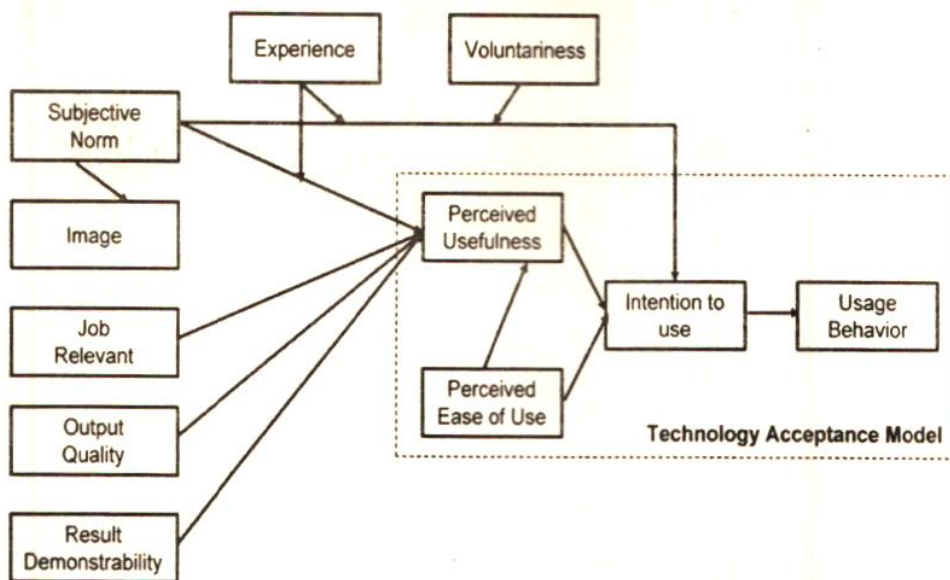 Experience
Voluntariness
Subjective
Norm
Image
Perceived
Usefulness
Job
Relevant
Intention to
use
Usage
Behavior
Perceived
Ease of Use
Output
Quality
Technology Acceptance Model
Result
Demonstrability